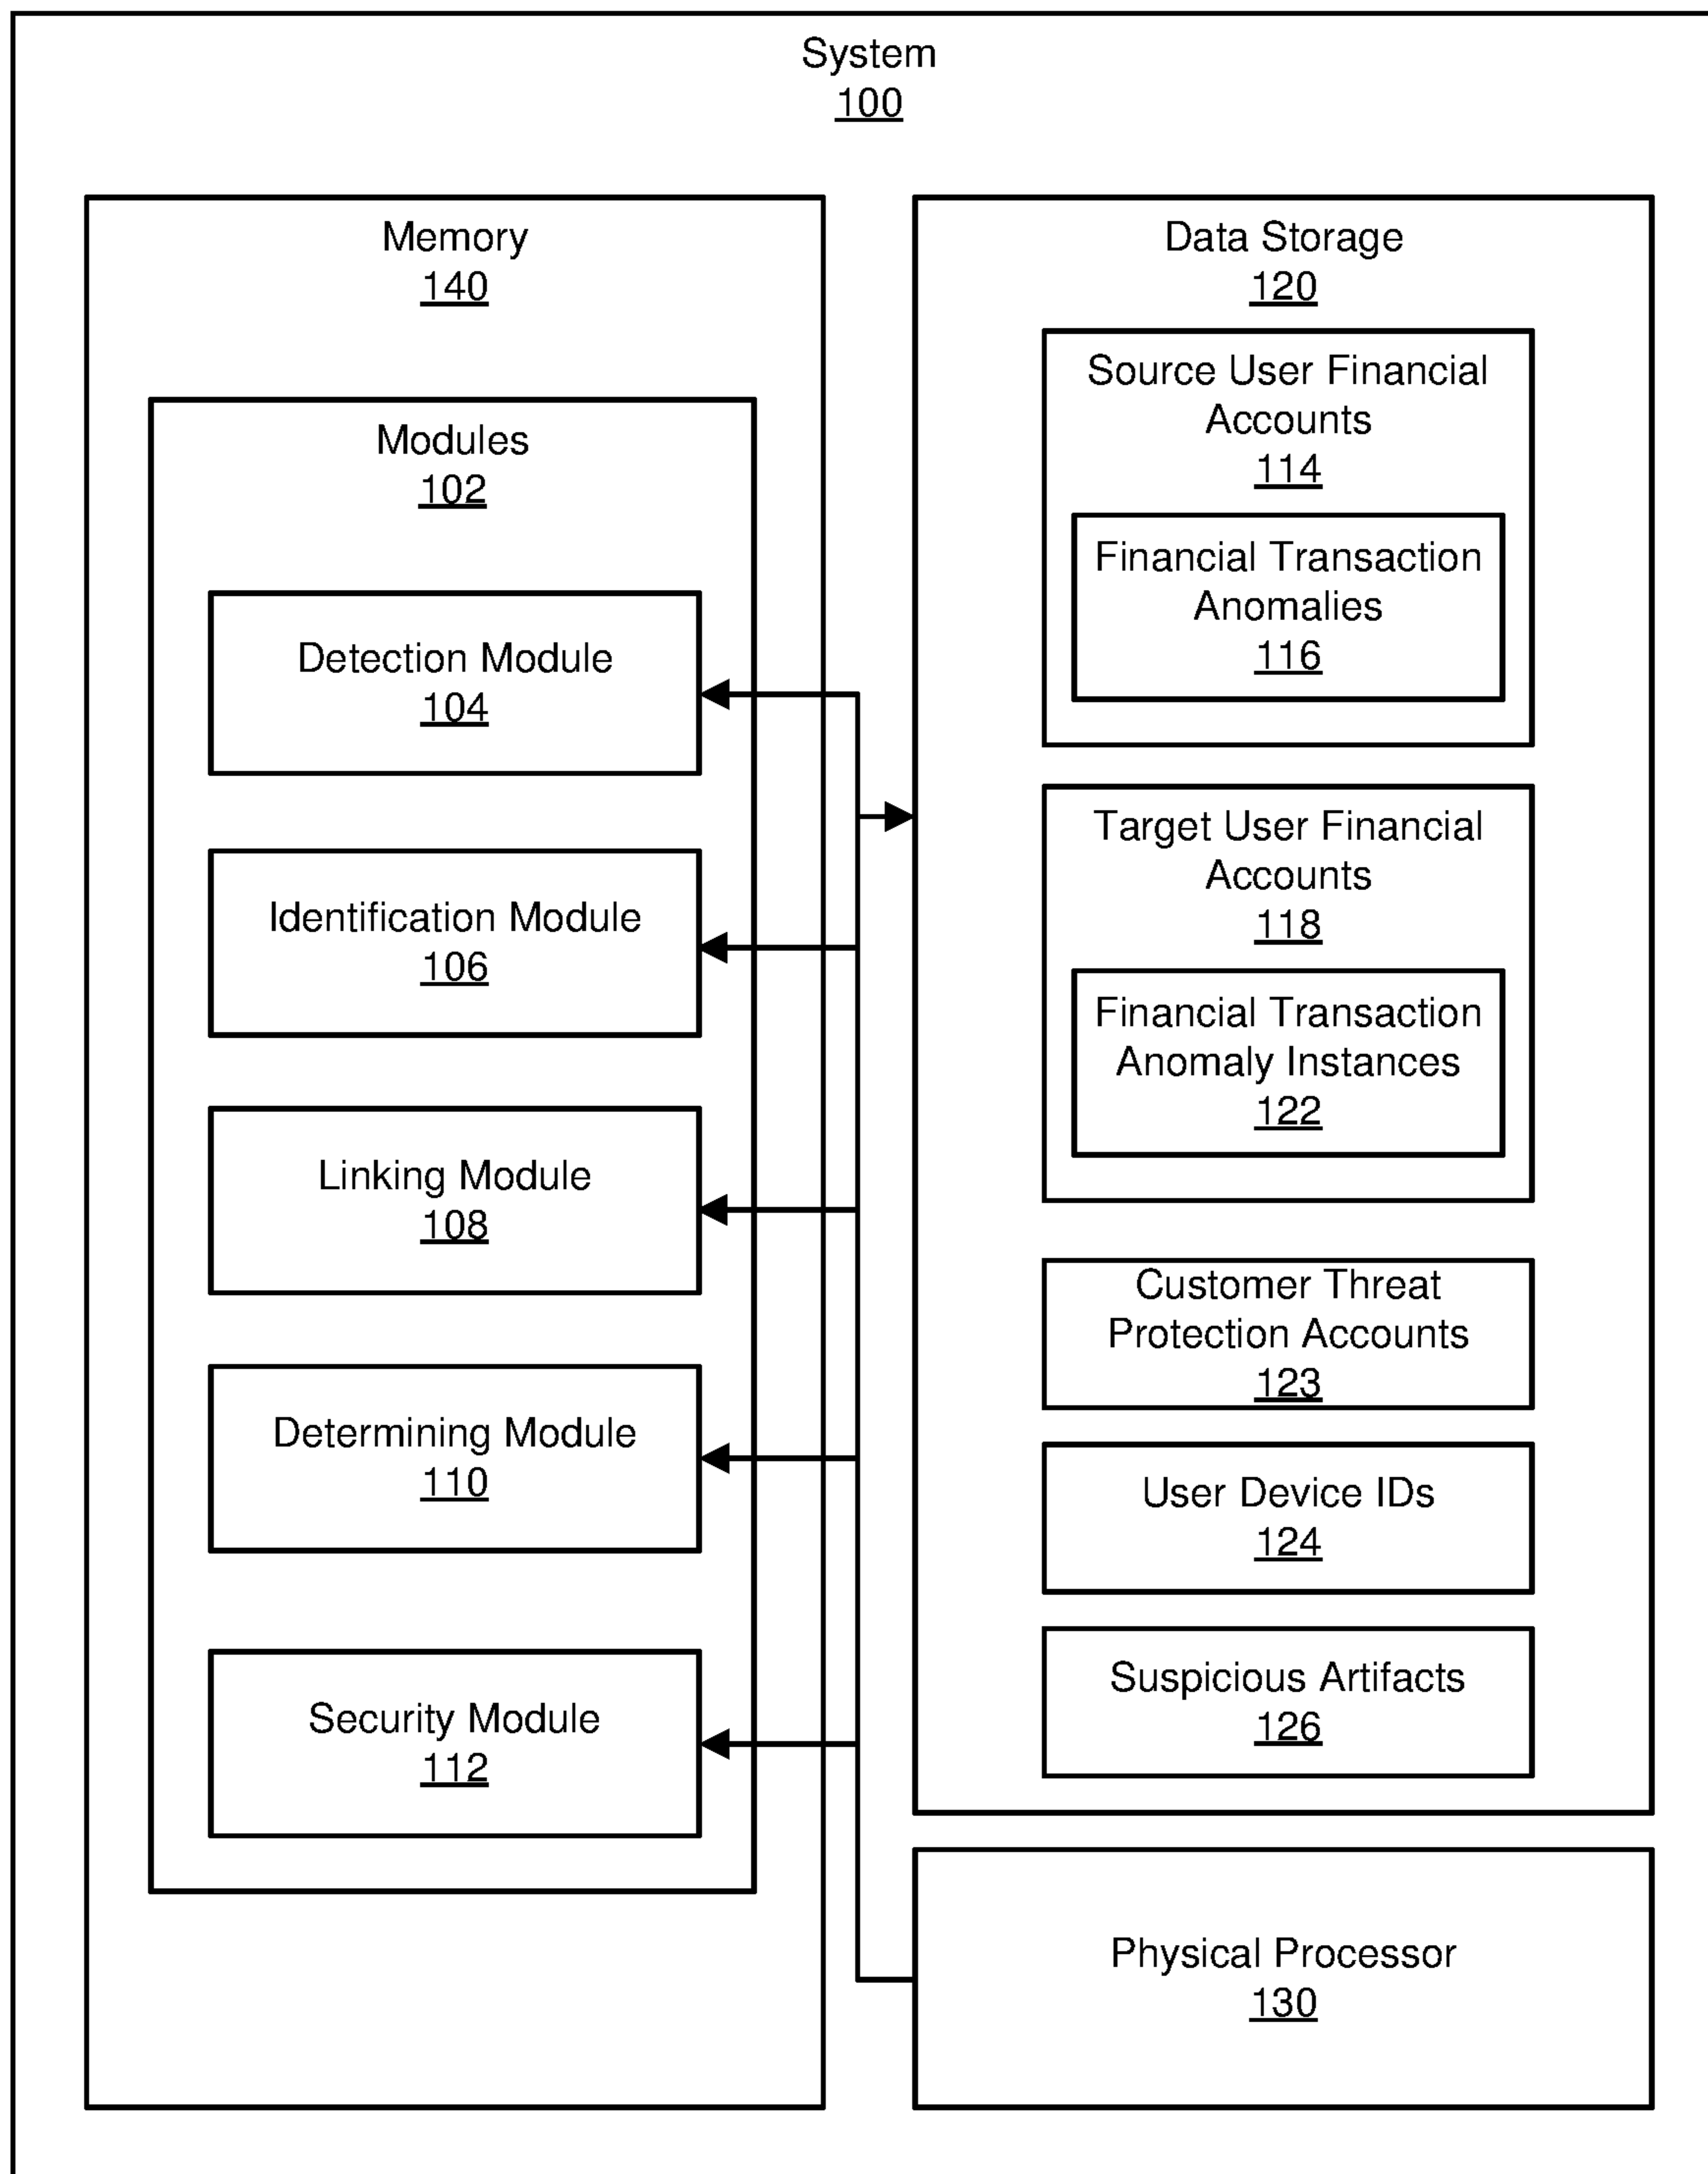 System
100
Memory
140
Modules
102
Detection Module
104
Identification Module
106
Linking Module
108
Determining Module
110
Security Module
112
Data Storage
120
Source User Financial
Accounts
114
Financial Transaction
Anomalies
116
Target User Financial
Accounts
118
Financial Transaction
Anomaly Instances
122
Customer Threat
Protection Accounts
123
User Device IDs
124
Suspicious Artifacts
126
Physical Processor
130